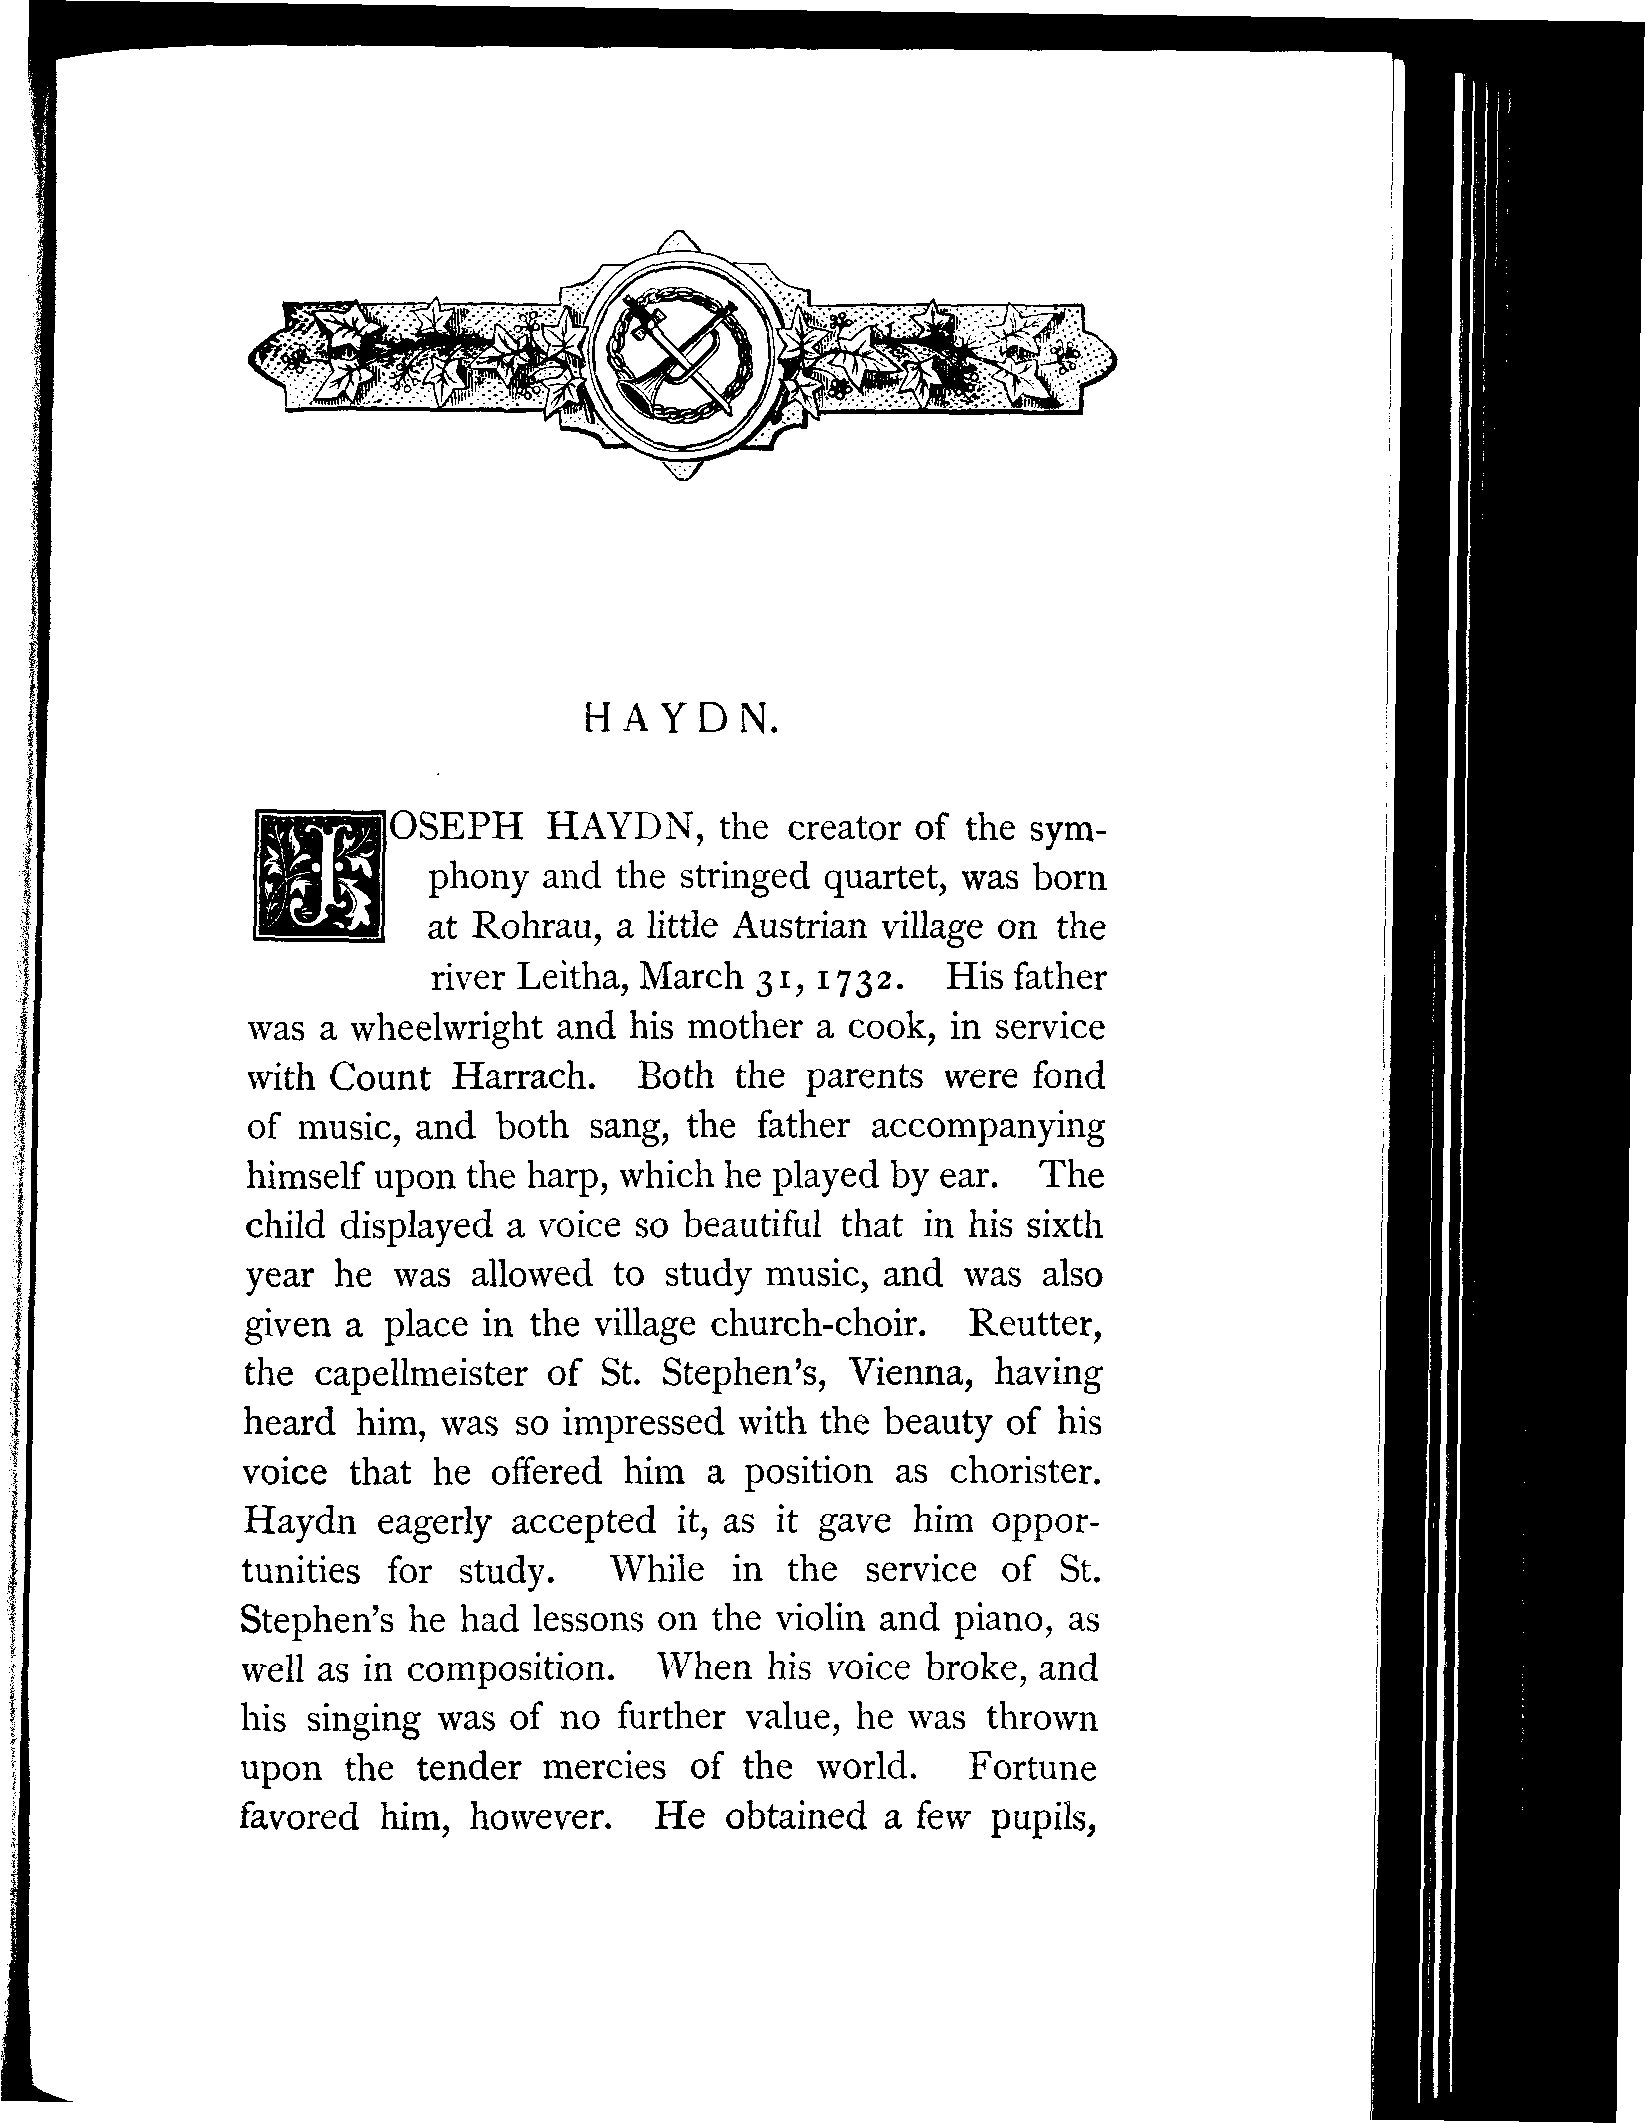 HAYDN.
JOSEPH HAYDN, the creator of the sym-
phony and the stringed quartet, was born
at Rohrau, a little Austrian village on the
river Leitha, March 31, 1732. His father
was a wheelwright and his mother a cook, in service
with Count Harrach. Both the parents were fond
of music, and both sang, the father accompanying
himself upon the harp, which he played by ear. The
child displayed a voice so beautiful that in his sixth
year he was allowed to study music, and was also
given a place in the village church-choir. Reutter,
the capellmeister of St. Stephen's, Vienna, having
heard him, was so impressed with the beauty of his
voice that he offered him a position as chorister.
Haydn eagerly accepted it, as it gave him oppor-
tunities for study. While in the service of St.
Stephen's he had lessons on the violin and piano, as
well as in composition. When his voice broke, and
his singing was of no further value, he was thrown
upon the tender mercies of the world. Fortune
favored him, however. He obtained a few pupils,